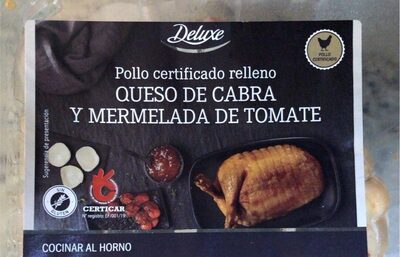 Deluxe
POLLO
CERTIFICADO
Pollo certificado relleno
QUESO DE CABRA
Y MERMELADA DE TOMATE
Sugerencia de presentación
SIN
GLUTEN
CERTICAR
COCINAR AL HORNO